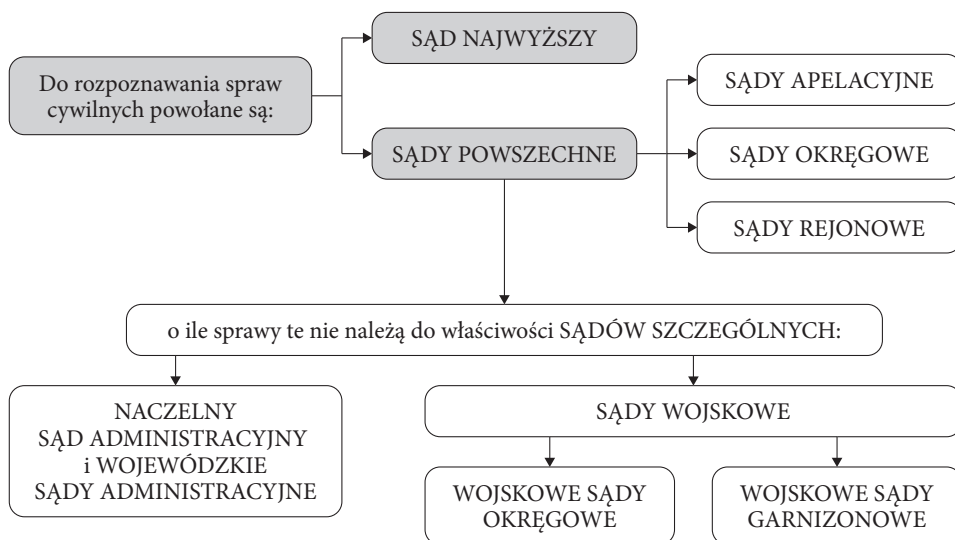 SĄD NAJWYŻSZY
Do rozpoznawania spraw
cywilnych powołane są:
SĄDY POWSZECHNE
SĄDY APELACYJNE
SĄDY OKRĘGOWE
SĄDY REJONOWE
o ile sprawy te nie należą do właściwości SĄDÓW SZCZEGÓLNYCH:
NACZELNY
SĄD ADMINISTRACYJNY
i WOJEWÓDZKIE
SĄDY ADMINISTRACYJNE
SĄDY WOJSKOWE
WOJSKOWE SĄDY
OKRĘGOWE
WOJSKOWE SĄDY
GARNIZONOWE